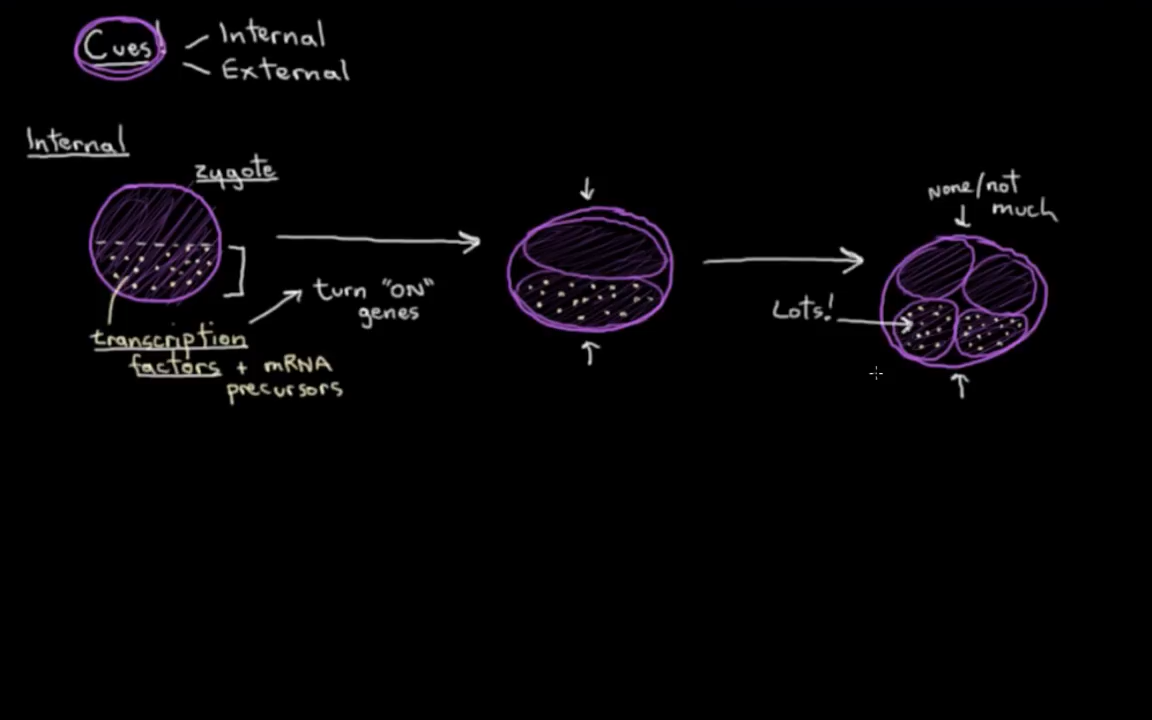 Cues!
Internal
External
Internal
zygote
transcription
factors + mRNA
precursors
turn "ON"
genes
Lots!
None/not
much